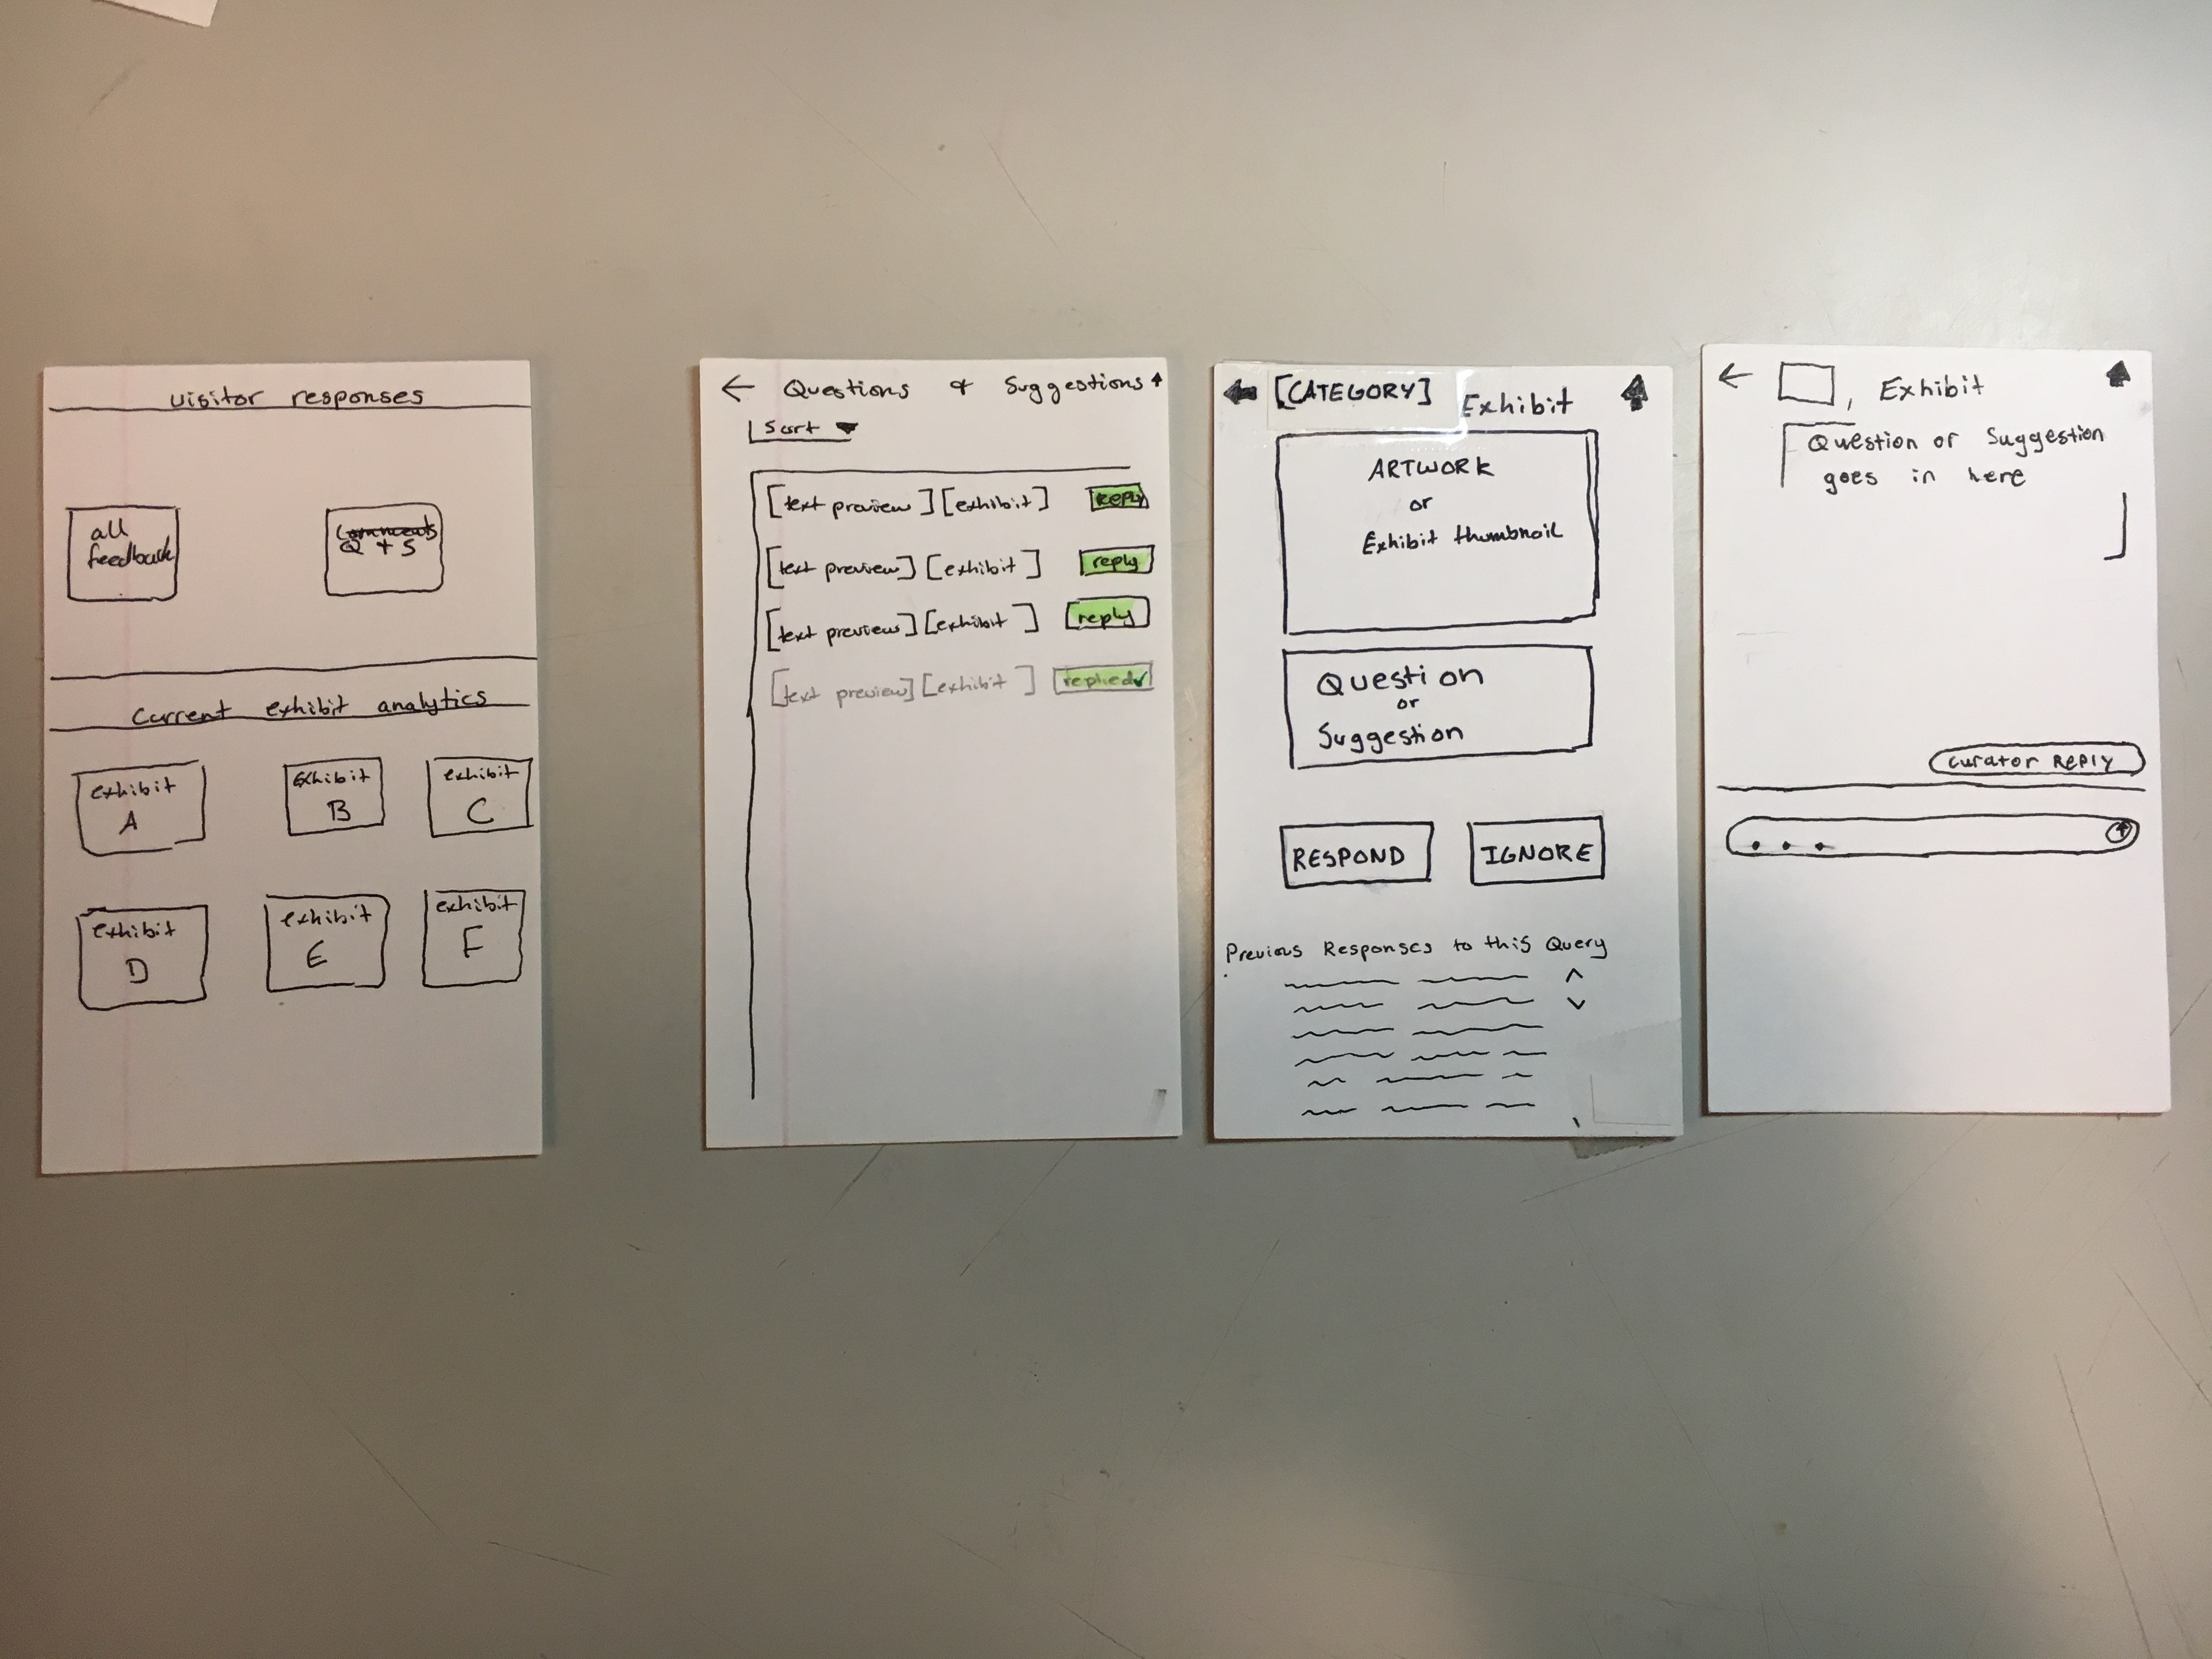 visitor responses
all
feedback
Comments
Q + S
current exhibit analytics
exhibit
A
exhibit
B
exhibit
C
exhibit
D
exhibit
E
exhibit
F
← Questions & Suggestions
Sort ▼
[text preview] [exhibit] reply
[text preview] [exhibit] reply
[text preview] [exhibit] reply
[text preview] [exhibit] replied ✓
[CATEGORY] Exhibit
ARTWORK
or
Exhibit thumbnail
Question
or
Suggestion
RESPOND
IGNORE
Previous Responses to this Query
← , Exhibit
Question or Suggestion
goes in here
curator Reply
...